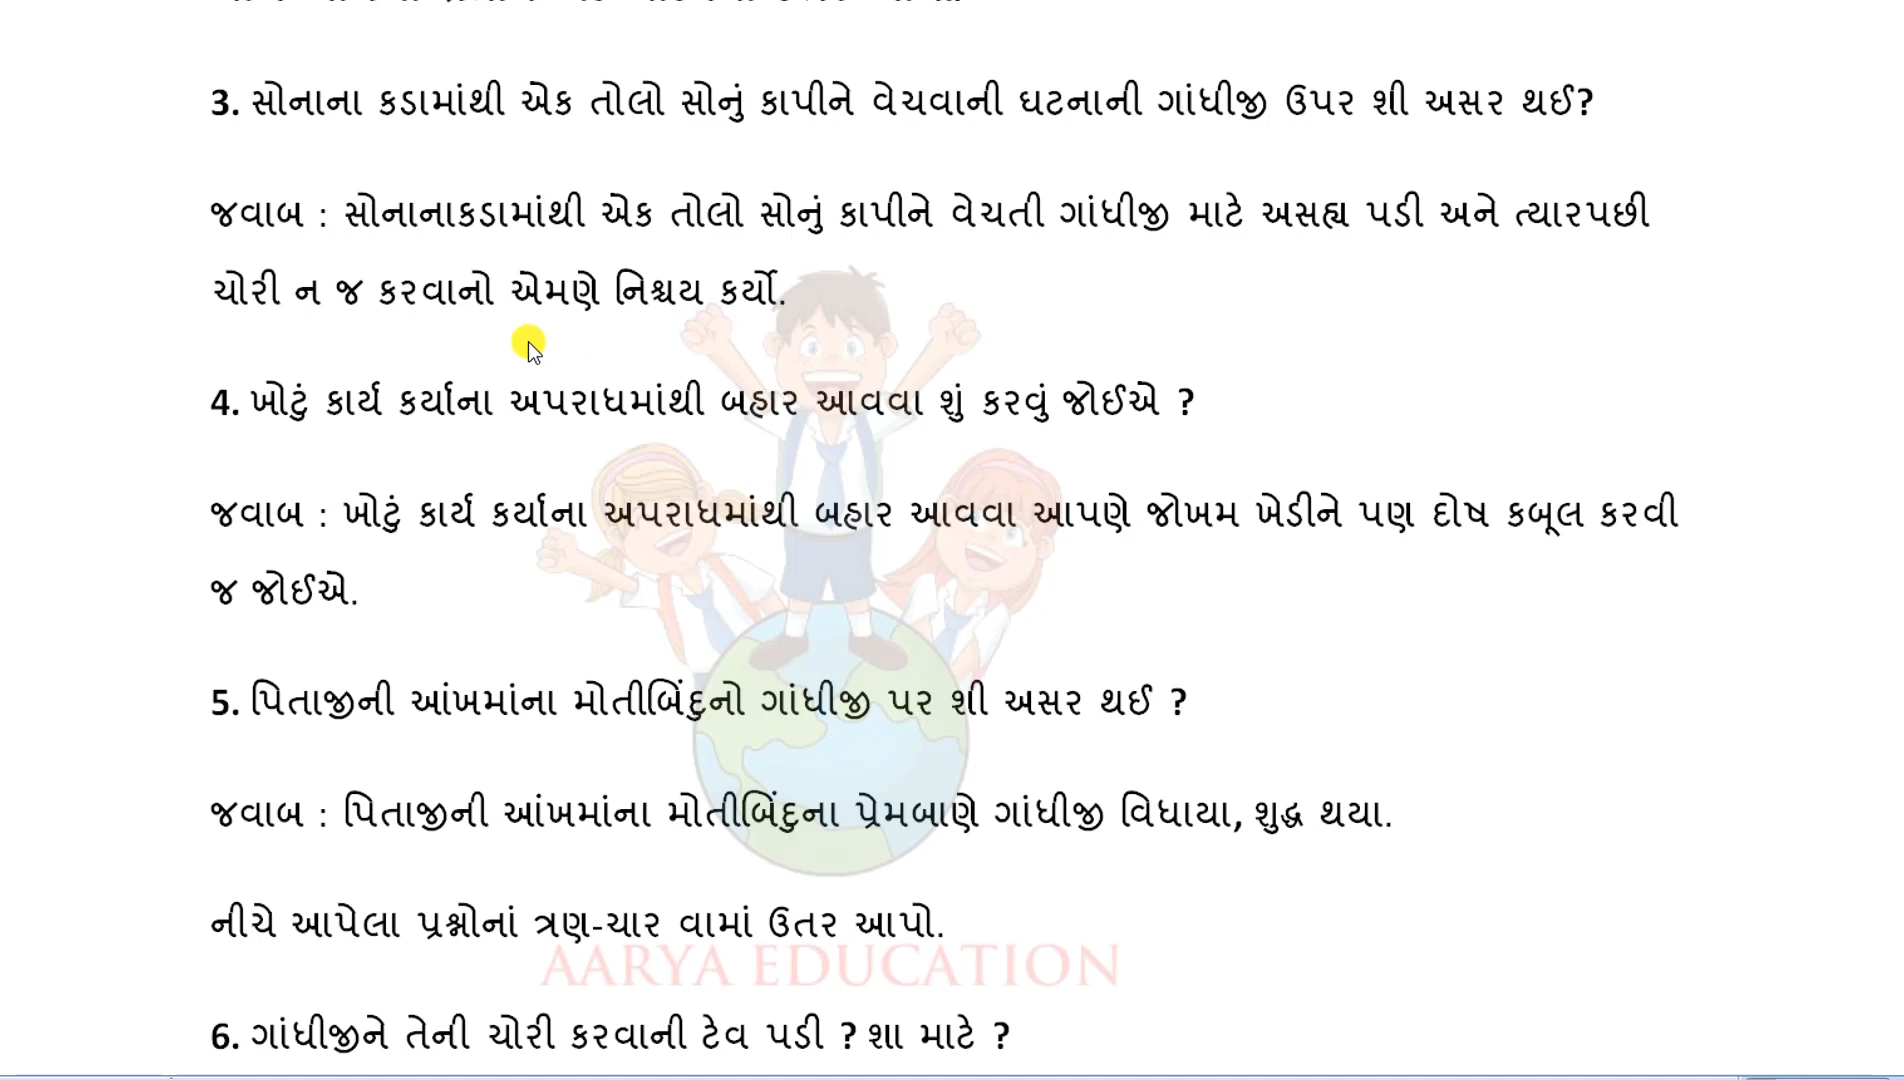 3. સોનાના કડામાંથી એક તોલો સોનું કાપીને વેચવાની ઘટનાની ગાંધીજી ઉપર શી અસર થઈ?
જવાબ : સોનાનાકડામાંથી એક તોલો સોનું કાપીને વેચતી ગાંધીજી માટે અસહ્ય પડી અને ત્યારપછી
ચોરી ન જ કરવાનો એમણે નિશ્ચય કર્યો.
4. ખોટું કાર્ય કર્યાના અપરાધમાંથી બહાર આવવા શું કરવું જોઈએ ?
જવાબ : ખોટું કાર્ય કર્યાના અપરાધમાંથી બહાર આવવા આપણે જોખમ ખેડીને પણ દોષ કબૂલ કરવી
જ જોઈએ.
5. પિતાજીની આંખમાંના મોતીબિંદુનો ગાંધીજી પર શી અસર થઈ ?
જવાબ : પિતાજીની આંખમાંના મોતીબિંદુના પ્રેમબાણે ગાંધીજી વિધાયા, શુદ્ધ થયા.
નીચે આપેલા પ્રશ્નોનાં ત્રણ-ચાર વામાં ઉતર આપો.
AARYA EDUCATION
6. ગાંધીજીને તેની ચોરી કરવાની ટેવ પડી ? શા માટે ?